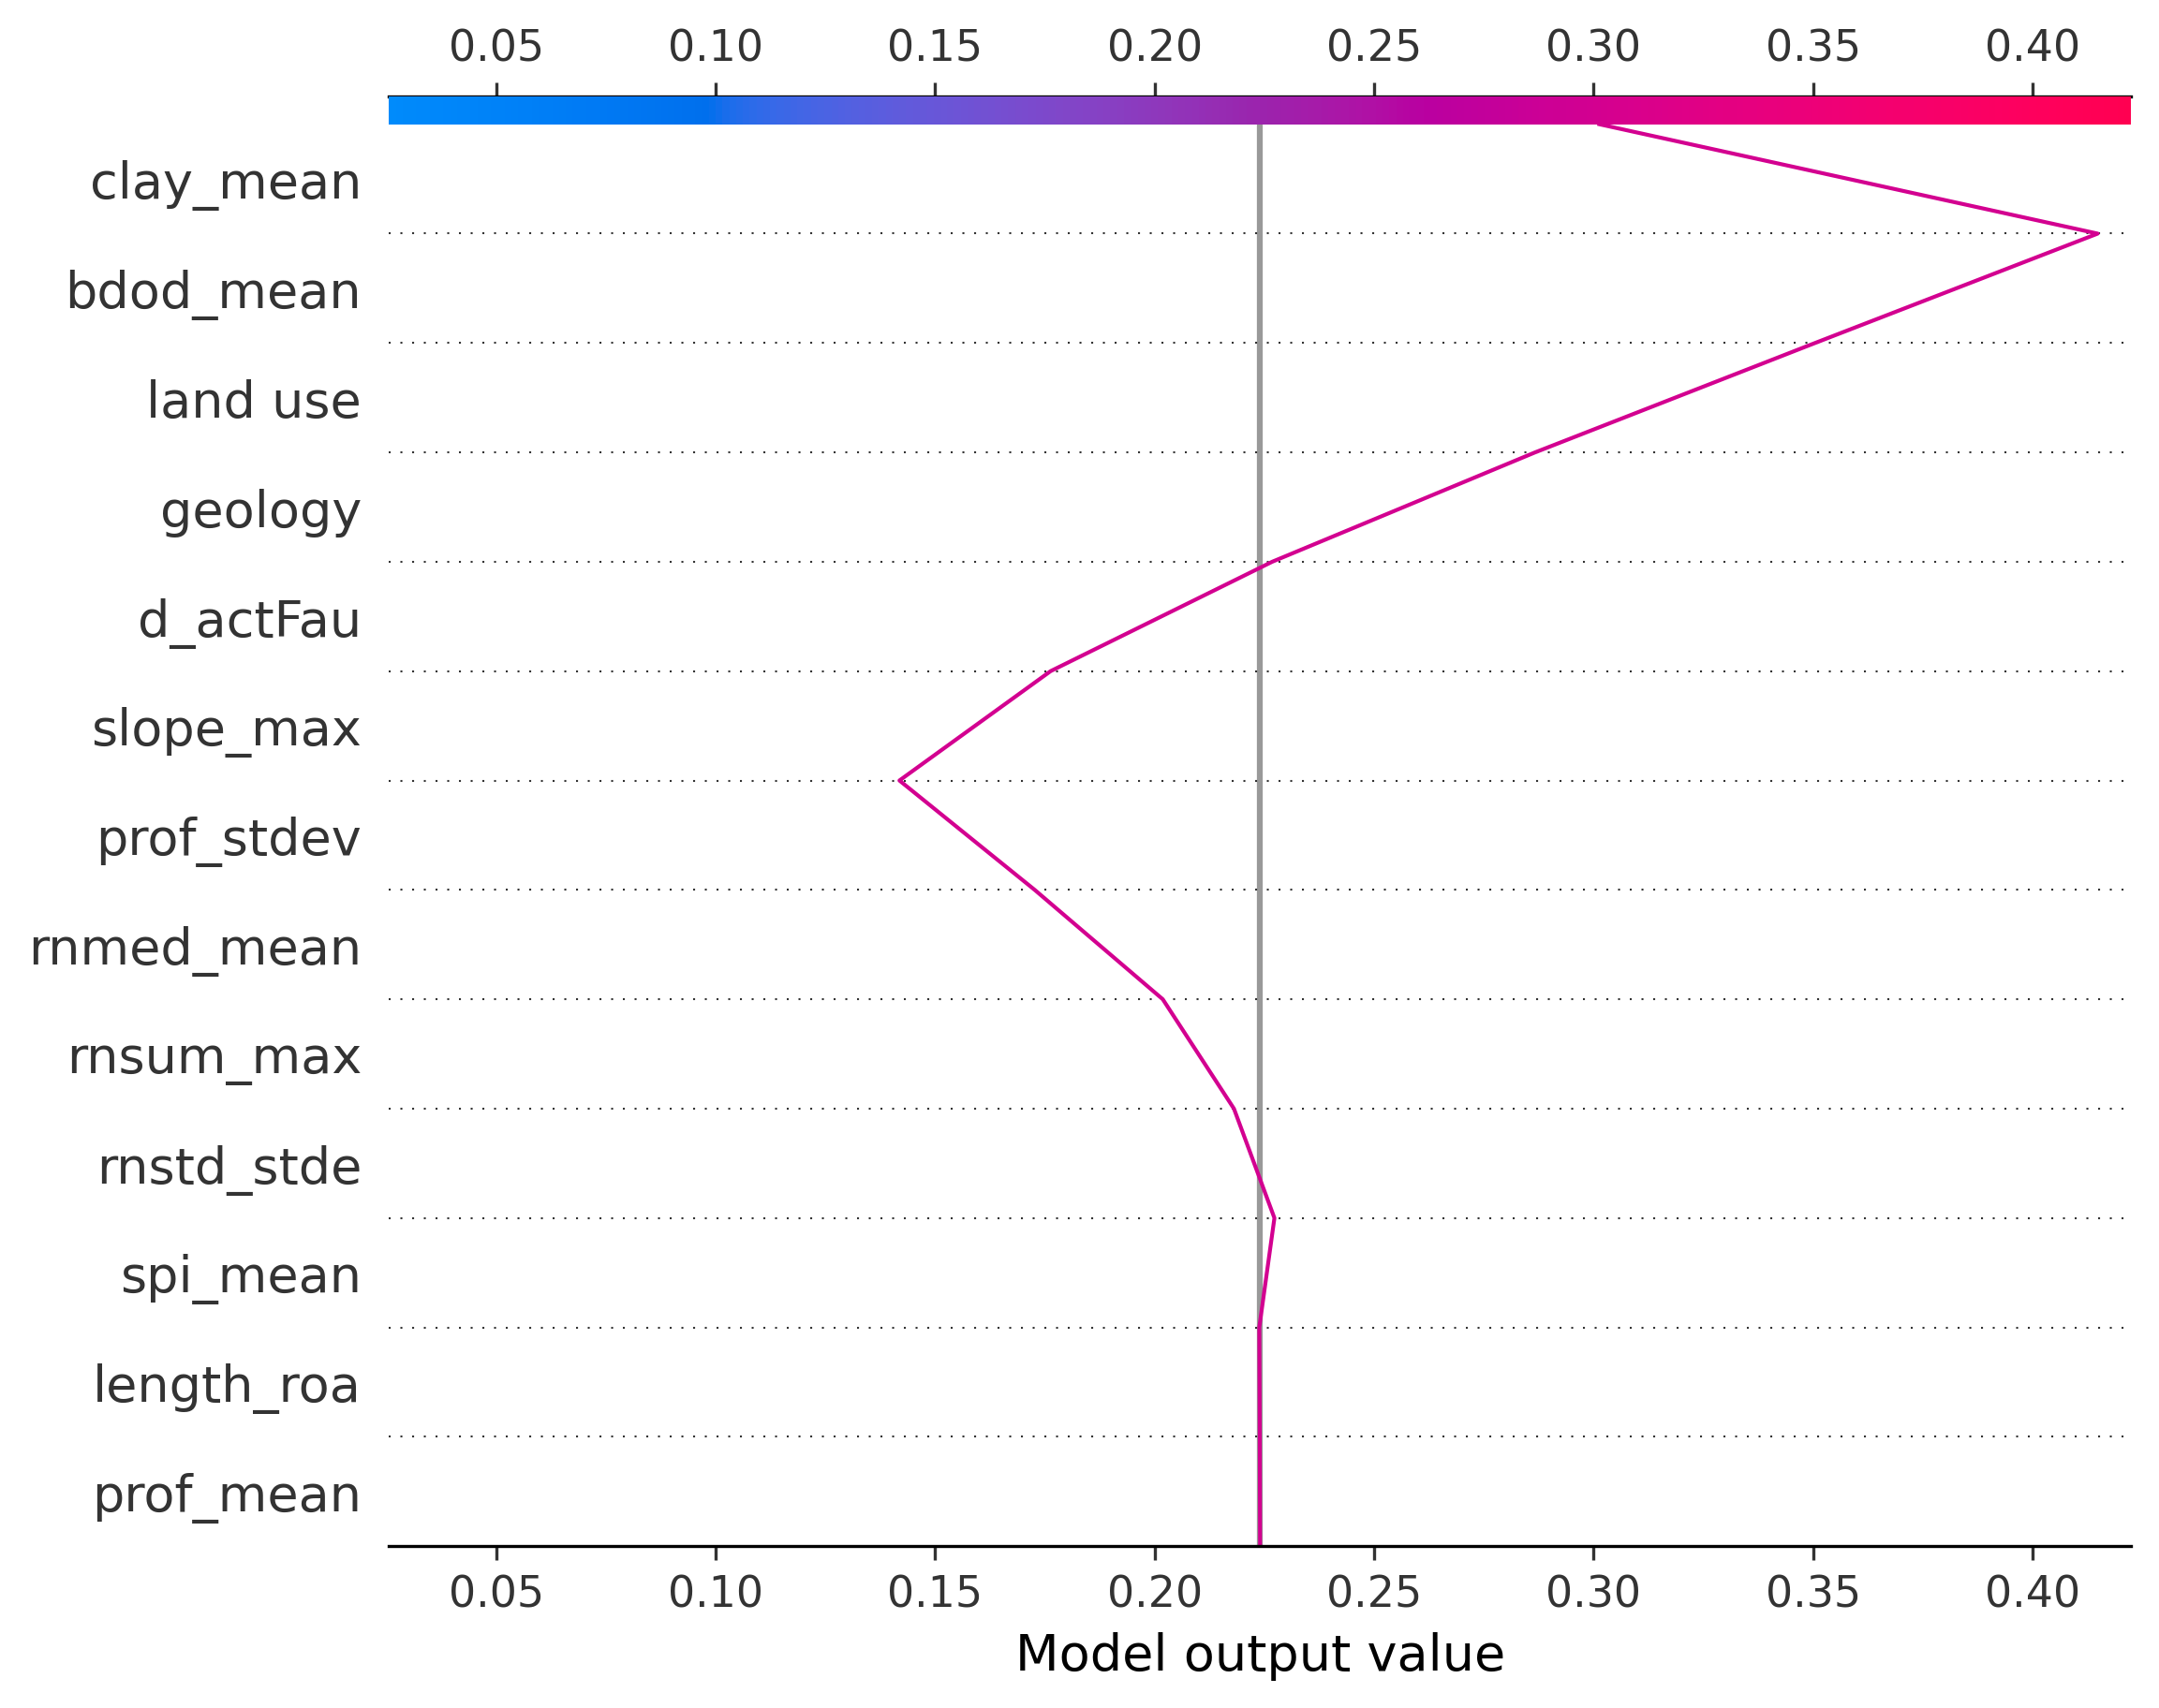 0.05 0.10 0.15 0.20 0.25 0.30 0.35 0.40
clay_mean
bdod_mean
land use
geology
d_actFau
slope_max
prof_stdev
rnmed_mean
rnsum_max
rnstd_stde
spi_mean
length_roa
prof_mean
0.05 0.10 0.15 0.20 0.25 0.30 0.35 0.40
Model output value